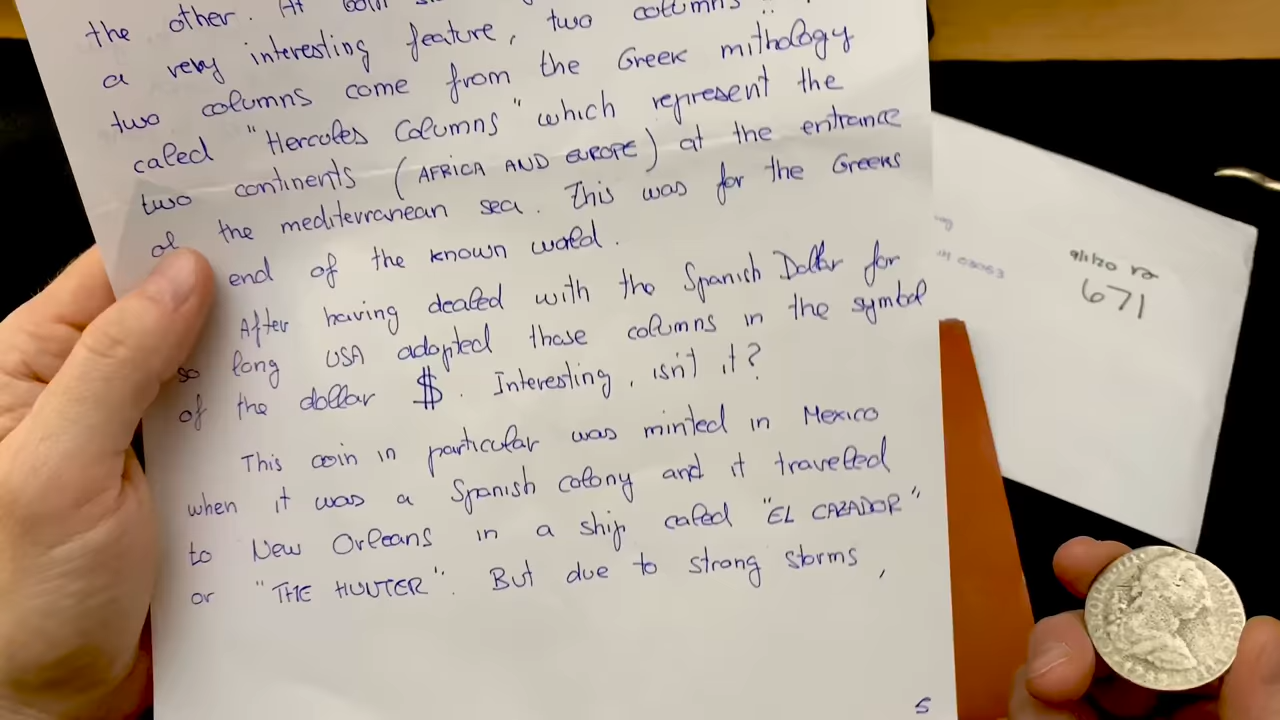 the other. At both
a very interesting feature, two columns
two columns come from the Greek mithology
called "Hercules Columns" which represent the
two continents (AFRICA AND EUROPE) at the entrance
of the mediterranean sea. This was for the Greeks
end of the known world.
After having dealed with the Spanish Dollar for
so long USA adopted those columns in the symbol
of the dollar $. Interesting, isn't it?
This coin in particular was minted in Mexico
when it was a Spanish colony and it traveled
to New Orleans in a ship called "EL CAZADOR"
or "THE HUNTER". But due to strong storms,
5
03053
9/1/20
671